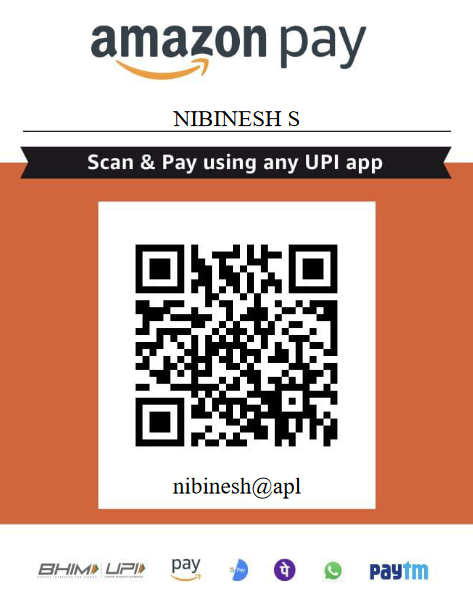 amazon pay
NIBINESH S
Scan & Pay using any UPI app
nibinesh@apl
BHIM UPI pay paytm